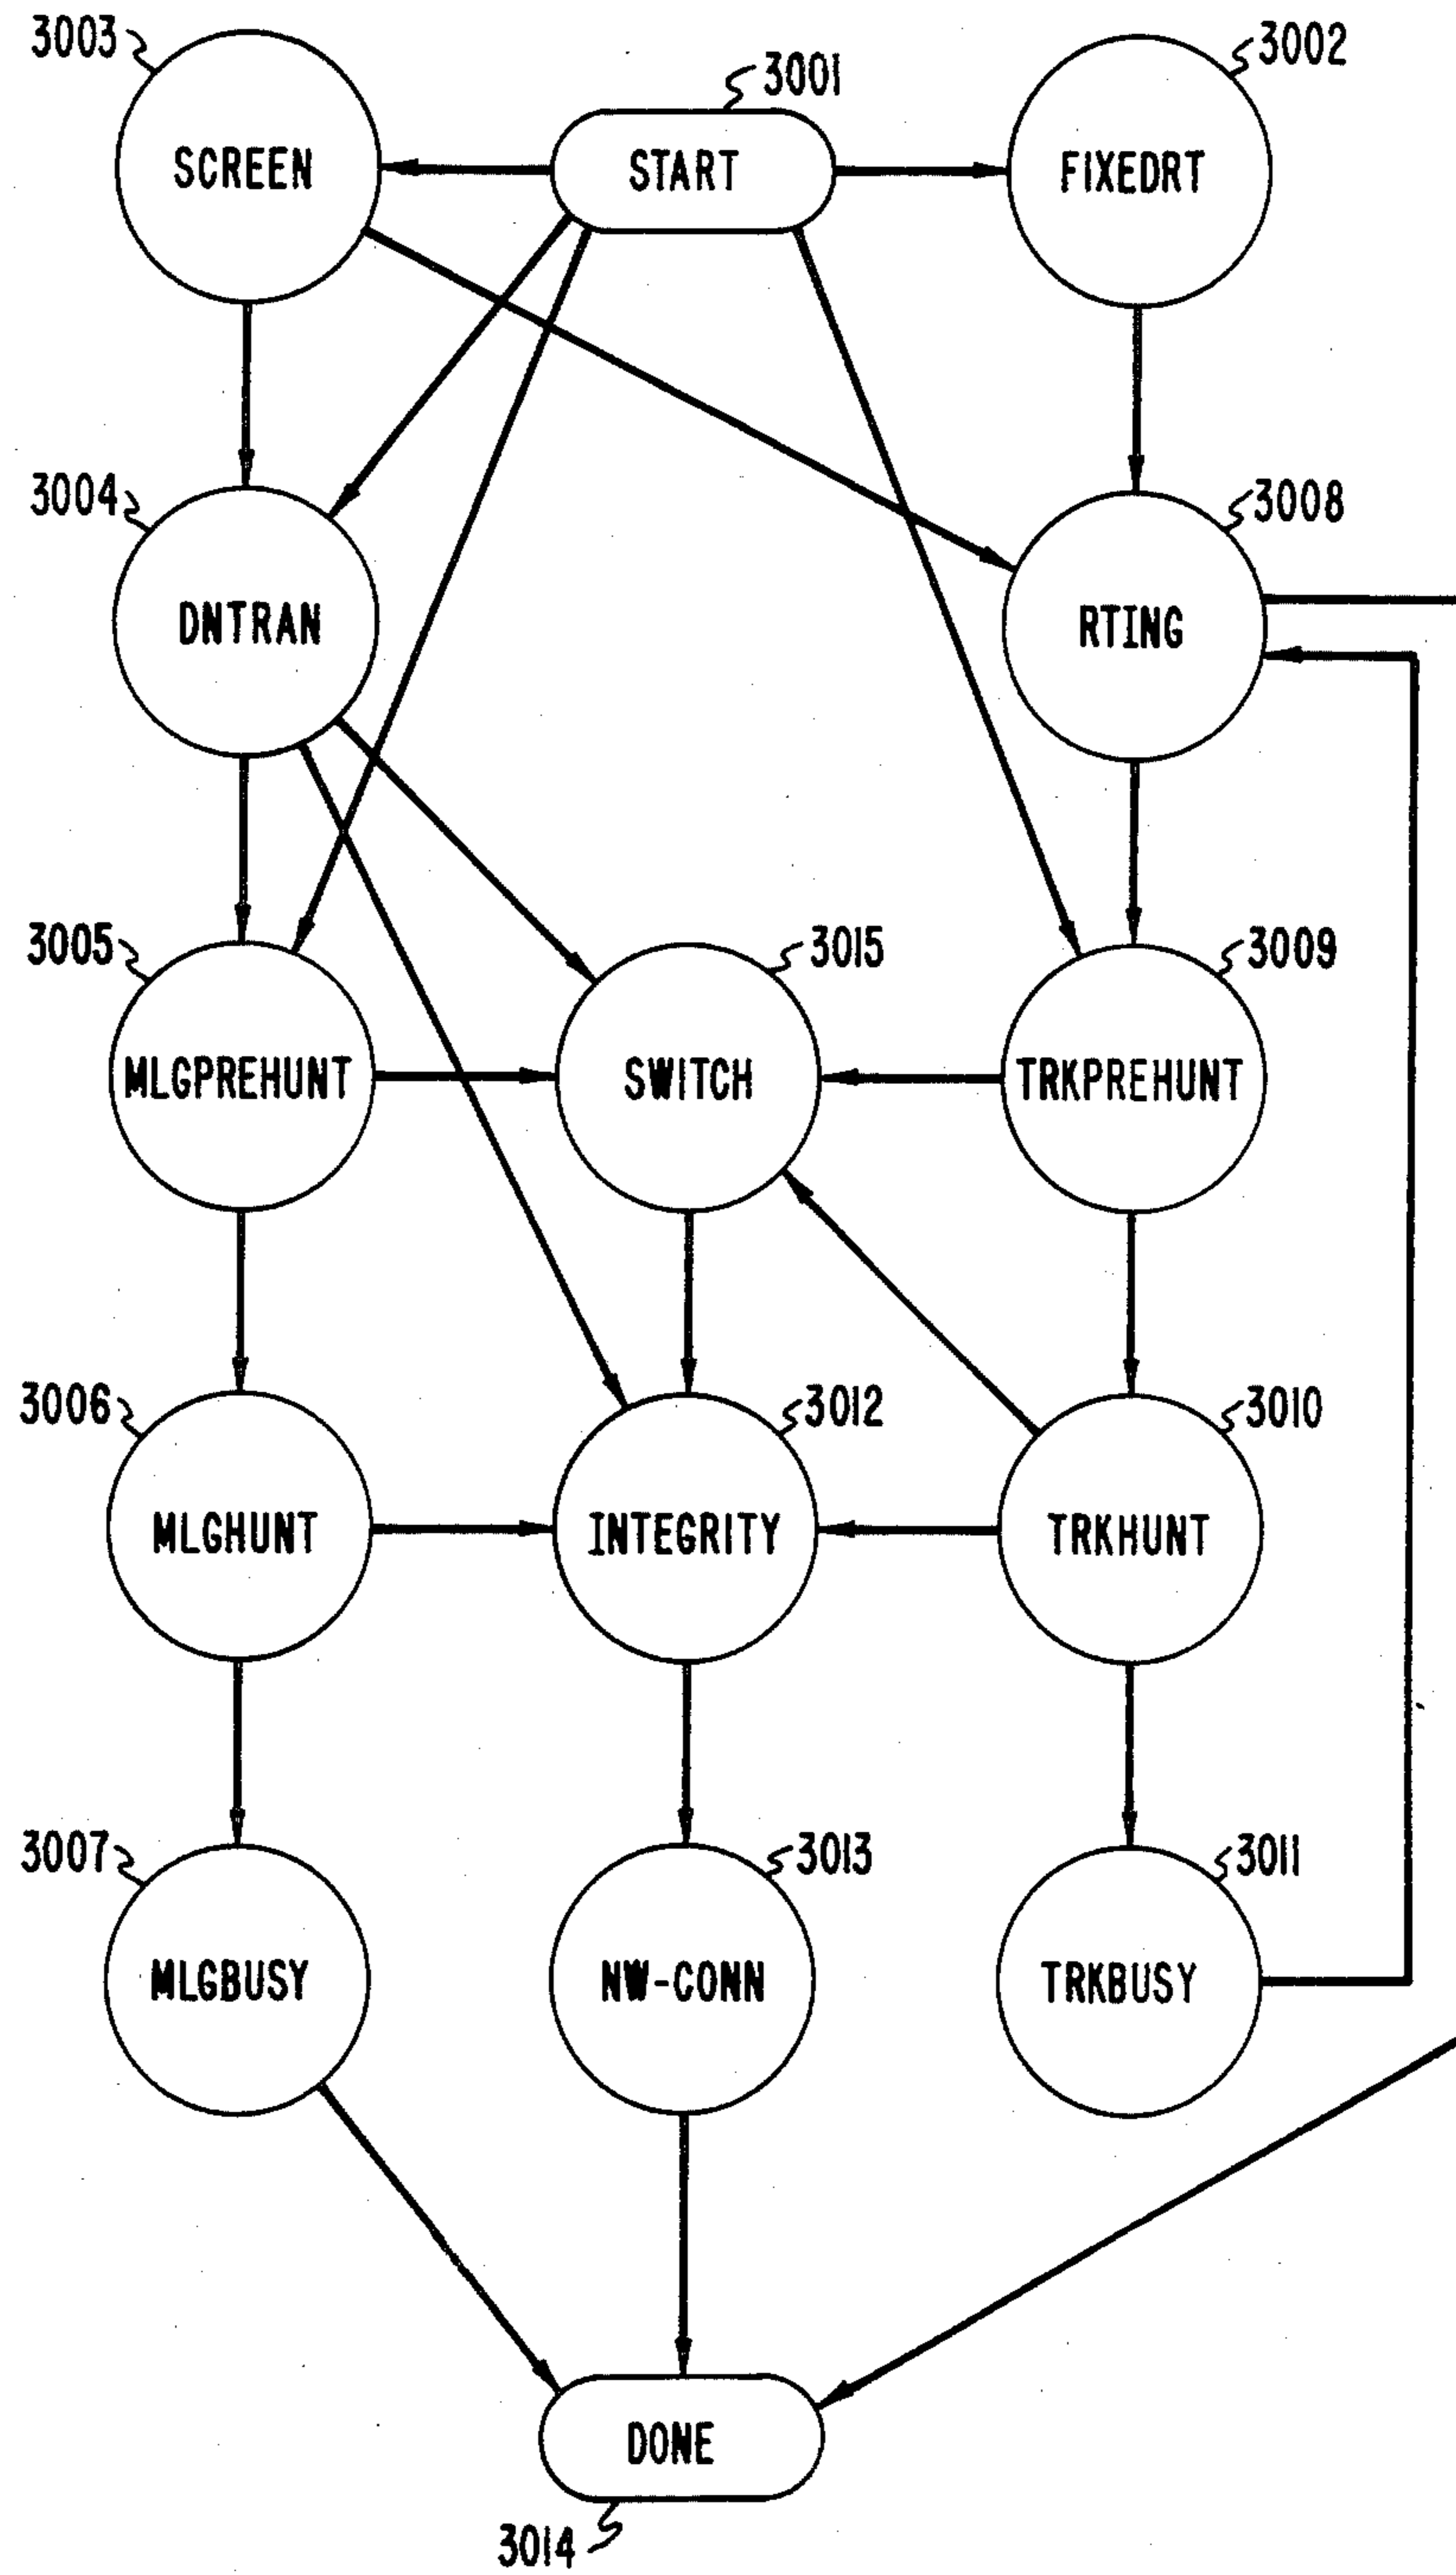 3003
3001
3002
SCREEN
START
FIXEDRT
3004
3008
DNTRAN
RTING
3005
3015
3009
MLGPREHUNT
SWITCH
TRKPREHUNT
3006
3012
3010
MLGHUNT
INTEGRITY
TRKHUNT
3007
3013
3011
MLGBUSY
NW-CONN
TRKBUSY
DONE
3014